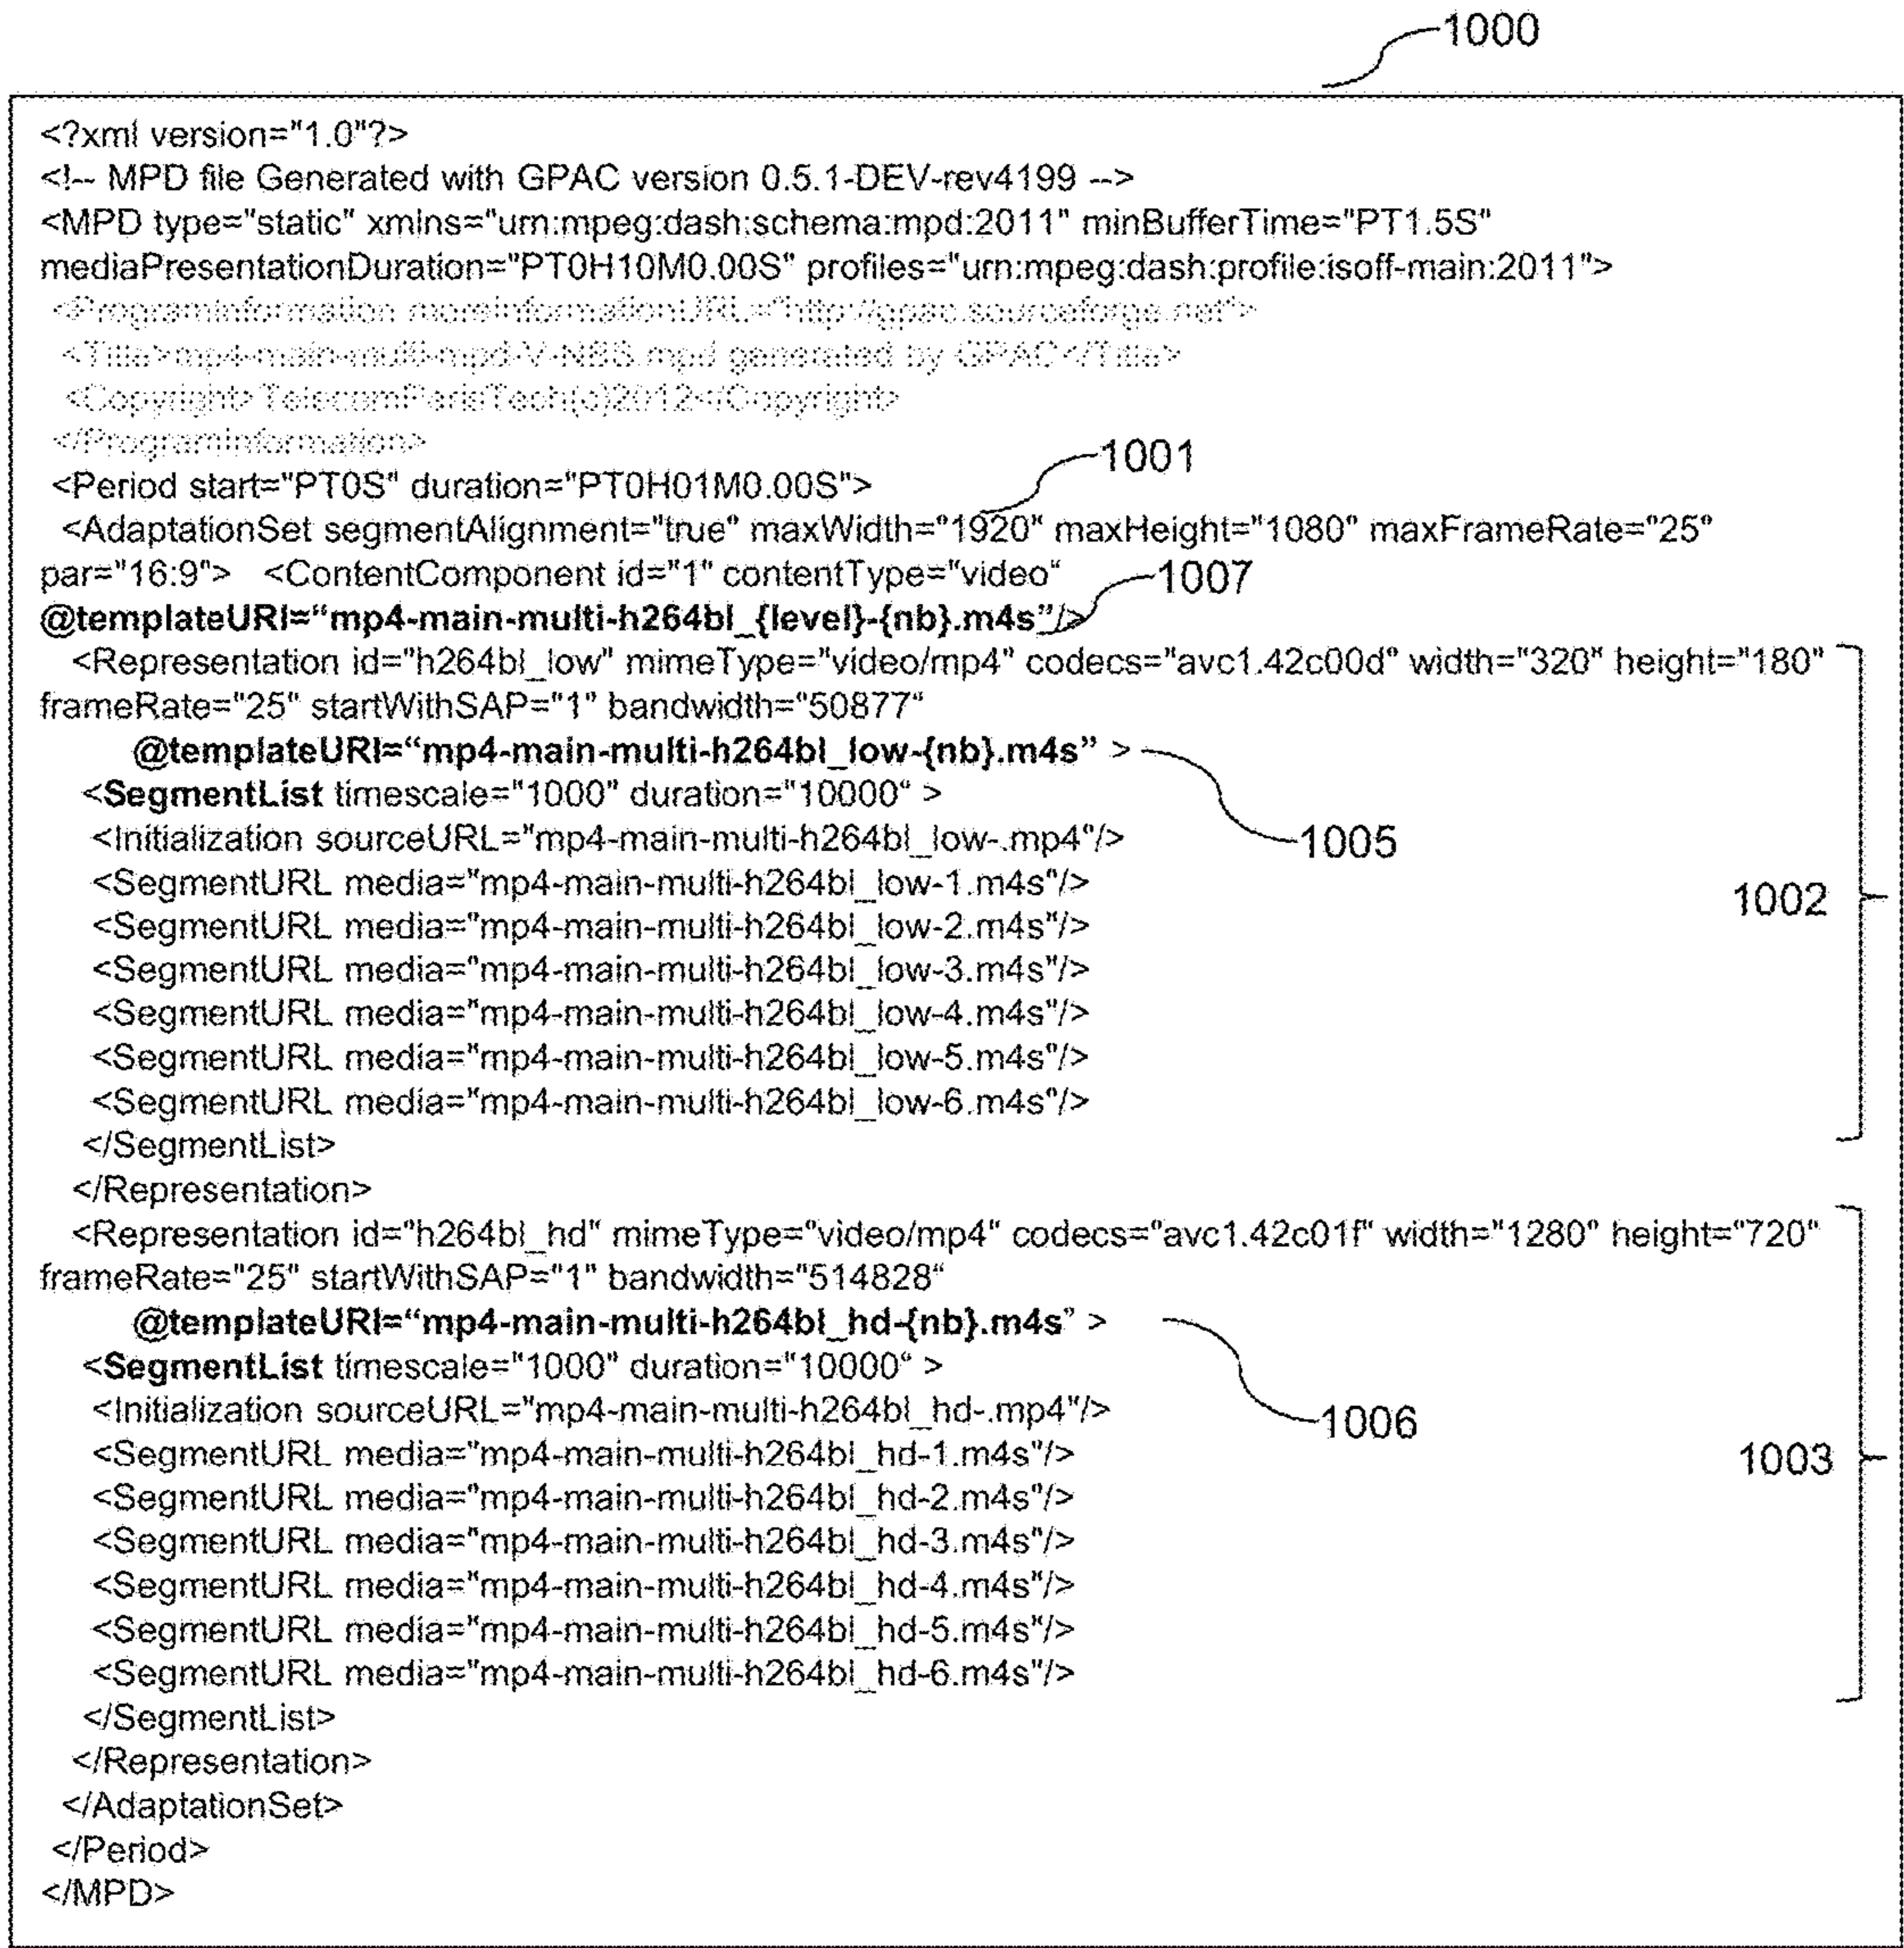 1000
<?xml version="1.0"?>
<!-- MPD file Generated with GPAC version 0.5.1-DEV-rev4199 -->
<MPD type="static" xmlns="urn:mpeg:dash:schema:mpd:2011" minBufferTime="PT1.5S"
mediaPresentationDuration="PT0H10M0.00S" profiles="urn:mpeg:dash:profile:isoff-main:2011">
<ProgramInformation moreInformationURL="http://gpac.sourceforge.net">
<Title>mp4-main-multi-mpd-V-NBS.mpd generated by GPAC</Title>
<Copyright>TelecomParisTech(c)2012</Copyright>
</ProgramInformation>
1001
<Period start="PT0S" duration="PT0H01M0.00S">
<AdaptationSet segmentAlignment="true" maxWidth="1920" maxHeight="1080" maxFrameRate="25"
par="16:9"> <ContentComponent id="1" contentType="video“ 1007
@templateURI=“mp4-main-multi-h264bl_{level}-{nb}.m4s”/>
<Representation id="h264bl_low" mimeType="video/mp4" codecs="avc1.42c00d" width="320" height="180"
frameRate="25" startWithSAP="1" bandwidth="50877“
@templateURI=“mp4-main-multi-h264bl_low-{nb}.m4s” >
<SegmentList timescale="1000" duration="10000“ >
<Initialization sourceURL="mp4-main-multi-h264bl_low-.mp4"/> 1005
<SegmentURL media="mp4-main-multi-h264bl_low-1.m4s"/> 1002
<SegmentURL media="mp4-main-multi-h264bl_low-2.m4s"/>
<SegmentURL media="mp4-main-multi-h264bl_low-3.m4s"/>
<SegmentURL media="mp4-main-multi-h264bl_low-4.m4s"/>
<SegmentURL media="mp4-main-multi-h264bl_low-5.m4s"/>
<SegmentURL media="mp4-main-multi-h264bl_low-6.m4s"/>
</SegmentList>
</Representation>
<Representation id="h264bl_hd" mimeType="video/mp4" codecs="avc1.42c01f" width="1280" height="720"
frameRate="25" startWithSAP="1" bandwidth="514828“
@templateURI=“mp4-main-multi-h264bl_hd-{nb}.m4s” >
<SegmentList timescale="1000" duration="10000“ >
<Initialization sourceURL="mp4-main-multi-h264bl_hd-.mp4"/> 1006
<SegmentURL media="mp4-main-multi-h264bl_hd-1.m4s"/> 1003
<SegmentURL media="mp4-main-multi-h264bl_hd-2.m4s"/>
<SegmentURL media="mp4-main-multi-h264bl_hd-3.m4s"/>
<SegmentURL media="mp4-main-multi-h264bl_hd-4.m4s"/>
<SegmentURL media="mp4-main-multi-h264bl_hd-5.m4s"/>
<SegmentURL media="mp4-main-multi-h264bl_hd-6.m4s"/>
</SegmentList>
</Representation>
</AdaptationSet>
</Period>
</MPD>